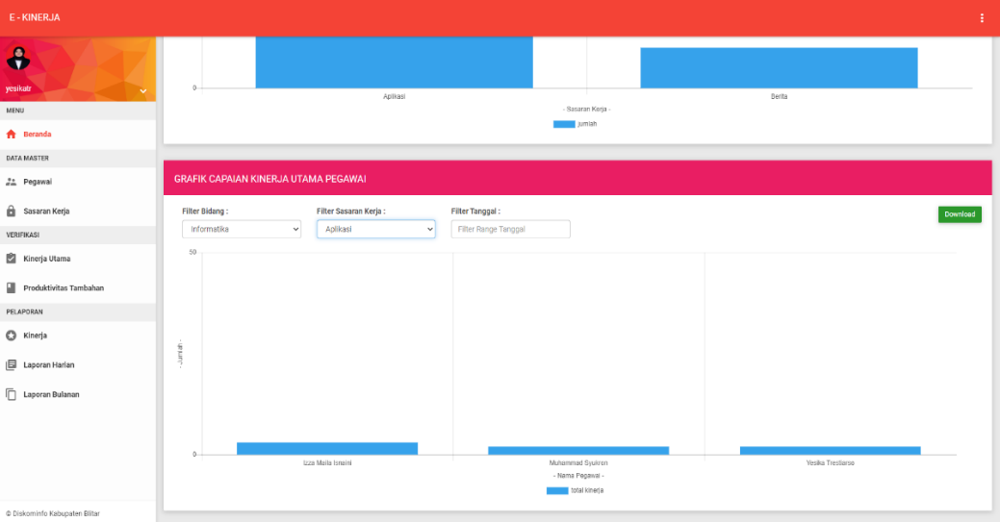 E - KINERJA
yesikatr
MENU
Beranda
DATA MASTER
Pegawai
Sasaran Kerja
VERIFIKASI
Kinerja Utama
Produktivitas Tambahan
PELAPORAN
Kinerja
Laporan Harian
Laporan Bulanan
© Diskominfo Kabupaten Blitar
0
Aplikasi
Berita
- Sasaran Kerja -
jumlah
GRAFIK CAPAIAN KINERJA UTAMA PEGAWAI
Filter Bidang :
Filter Sasaran Kerja :
Filter Tanggal :
Download
Informatika
Aplikasi
Filter Range Tanggal
50
- Jumlah -
0
Izza Maila Isnaini
Muhammad Syukron
Yesika Trestiarso
- Nama Pegawai -
total kinerja